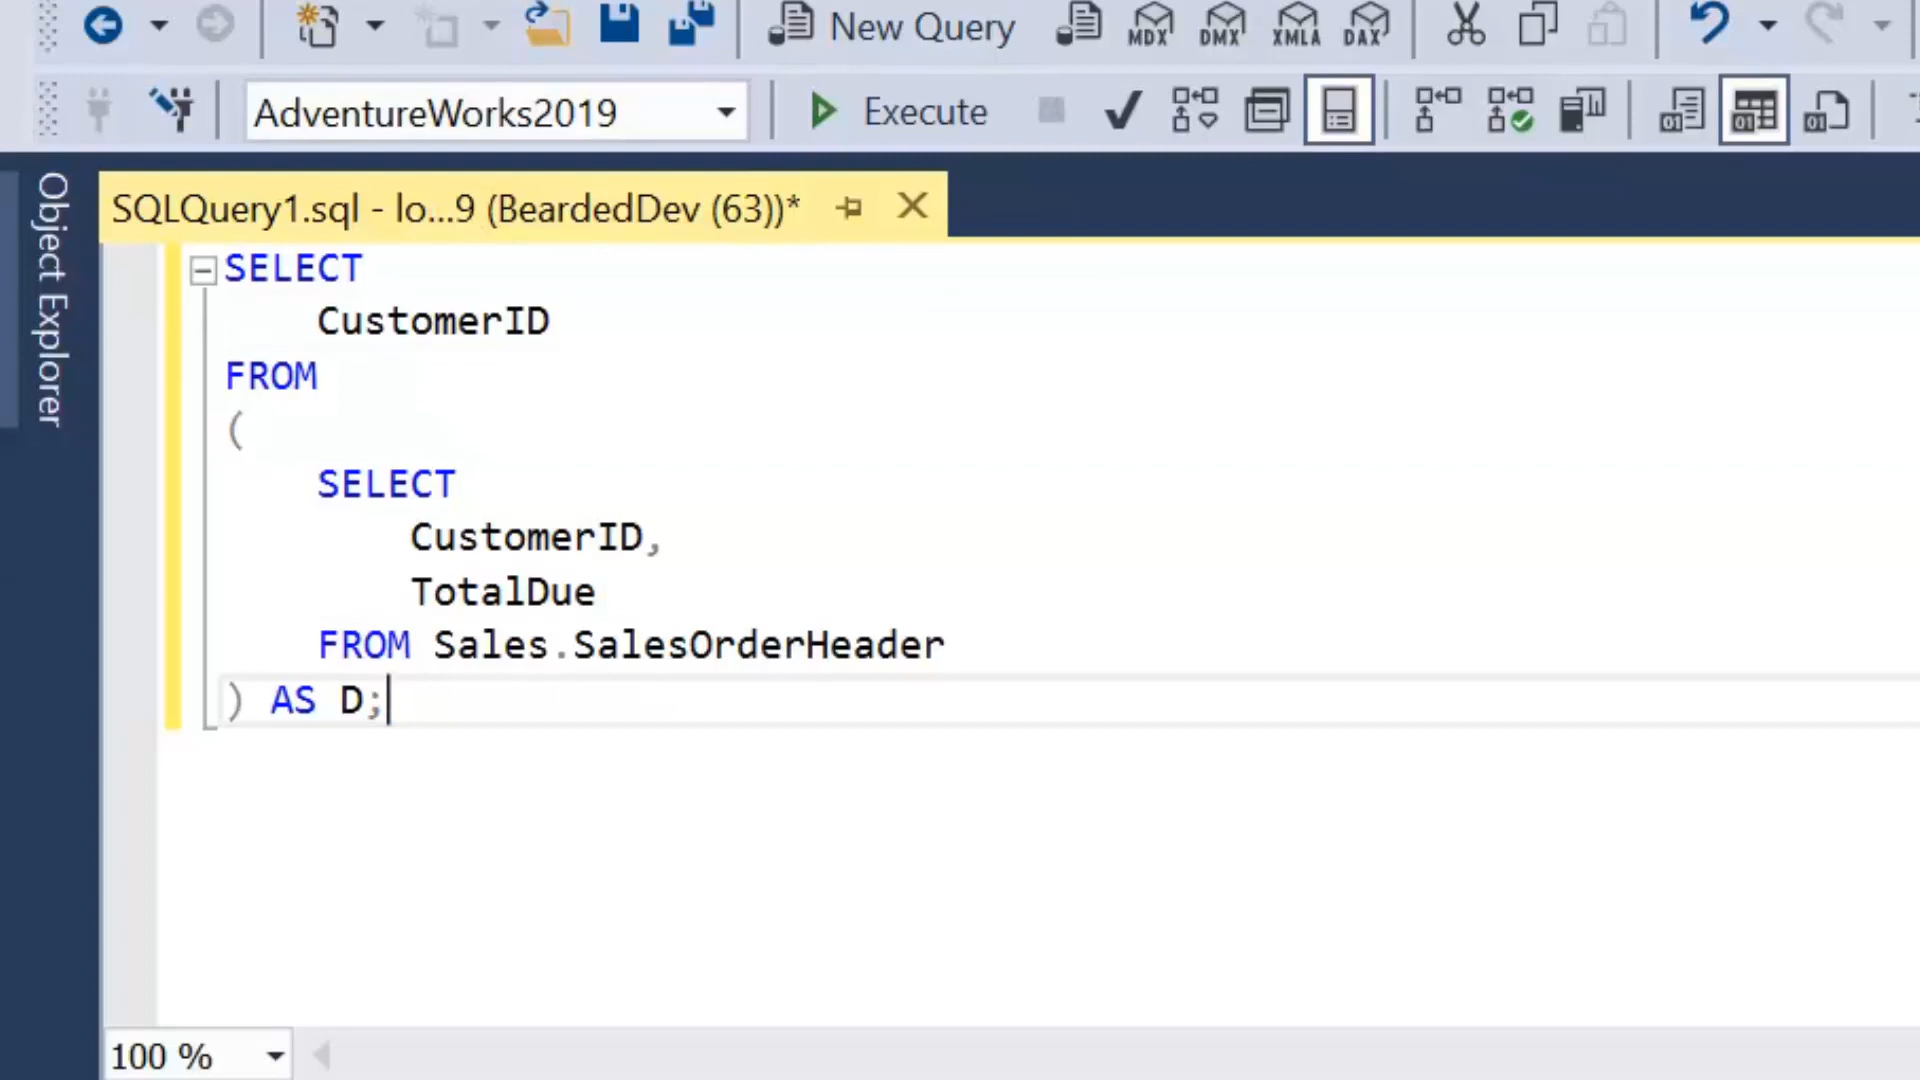 New Query MDX DMX XMLA DAX
AdventureWorks2019 Execute
Object Explorer
SQLQuery1.sql - lo...9 (BeardedDev (63))*
SELECT
CustomerID
FROM
(
SELECT
CustomerID,
TotalDue
FROM Sales.SalesOrderHeader
) AS D;
100 %